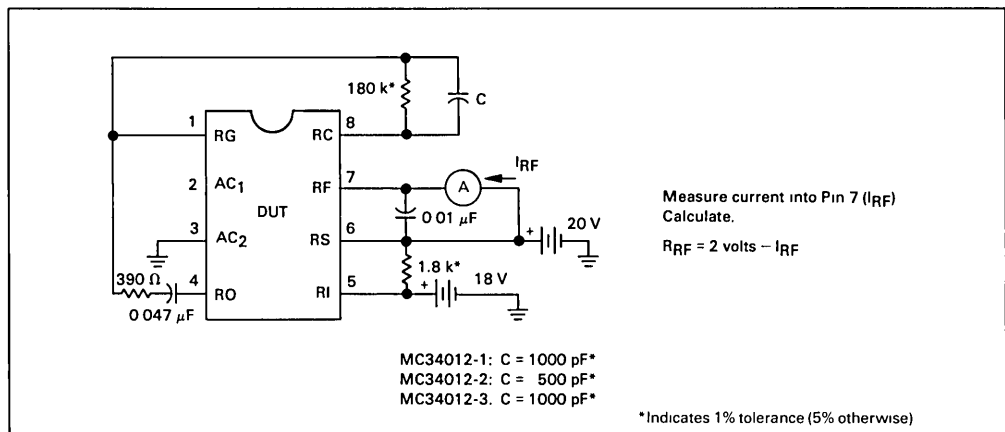 180 k*
C
1
RG
RC
8
IRF
2
AC1
RF
7
A
DUT
0 01 μF
20 V
+
3
AC2
RS
6
1.8 k*
390 Ω
4
RO
RI
5
+
18 V
0 047 μF
Measure current into Pin 7 (IRF)
Calculate.
RRF = 2 volts – IRF
MC34012-1: C = 1000 pF*
MC34012-2: C = 500 pF*
MC34012-3. C = 1000 pF*
*Indicates 1% tolerance (5% otherwise)